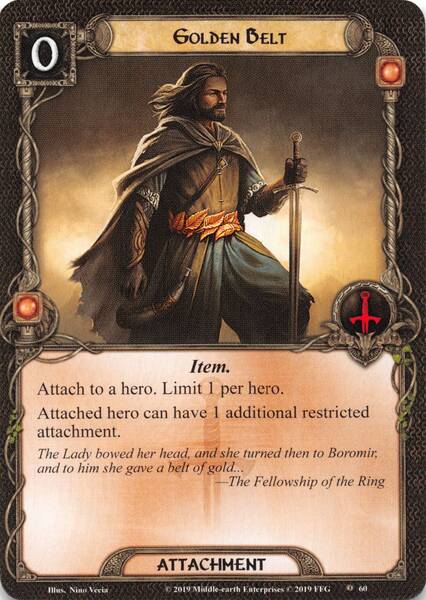 0
Golden Belt
Item.
Attach to a hero. Limit 1 per hero.
Attached hero can have 1 additional restricted
attachment.
The Lady bowed her head, and she turned then to Boromir,
and to him she gave a belt of gold...
—The Fellowship of the Ring
ATTACHMENT
Illus. Nino Vecia © 2019 Middle-earth Enterprises © 2019 FFG 60